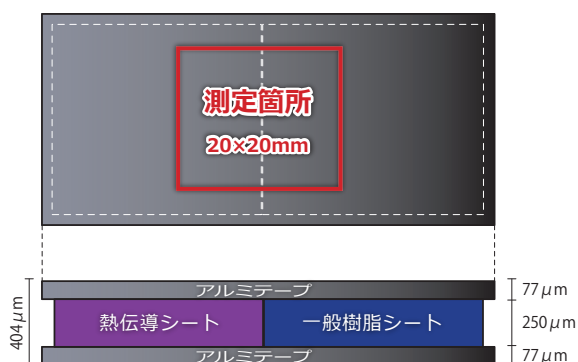 測定箇所
20×20mm
アルミテープ
熱伝導シート
一般樹脂シート
アルミテープ
404μm
77μm
250μm
77μm